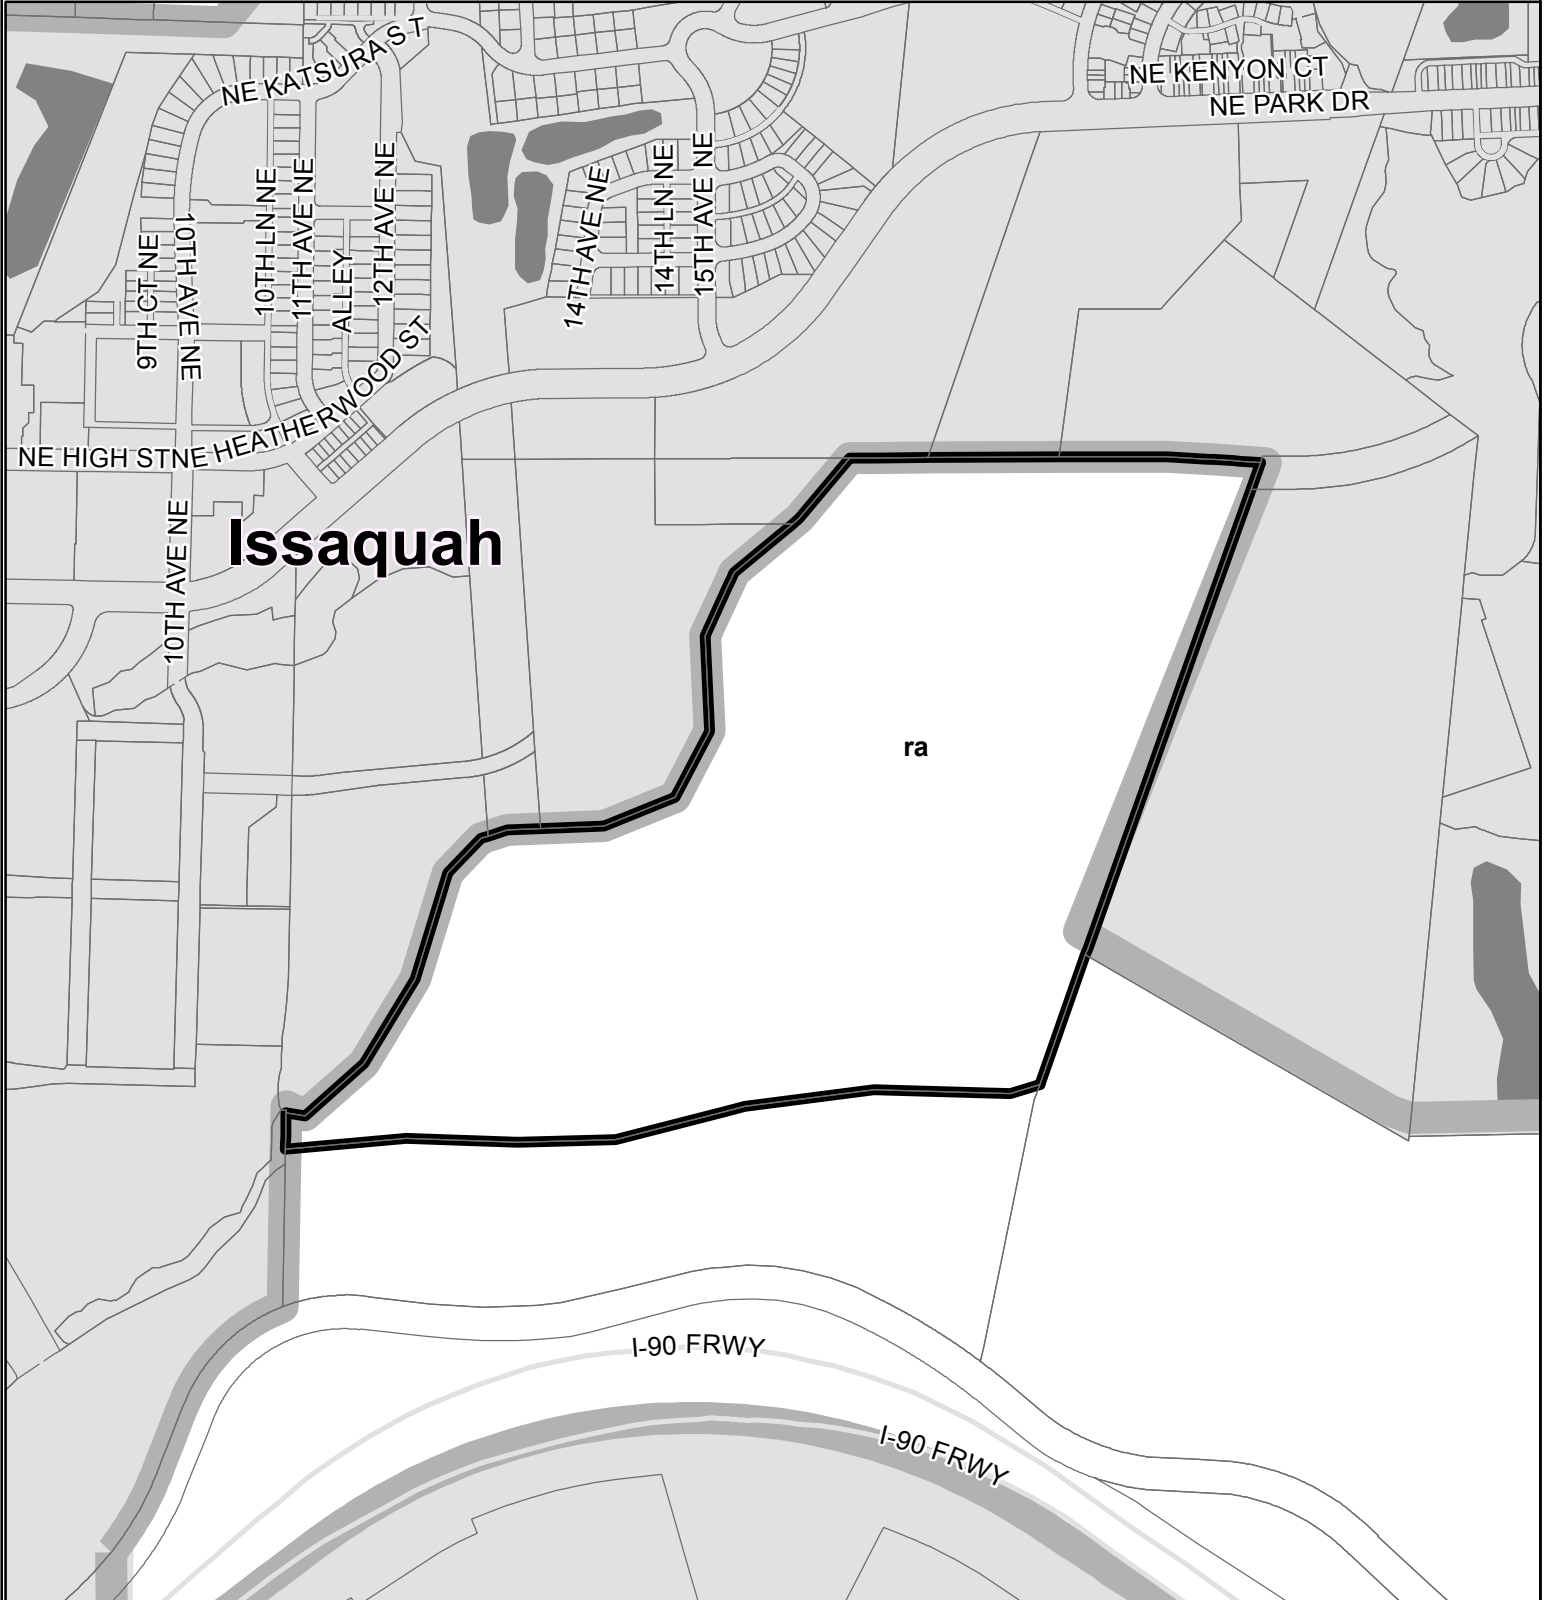 NE KATSURA ST
NE KENYON CT
NE PARK DR
9TH CT NE
10TH AVE NE
10TH LN NE
11TH AVE NE
ALLEY
12TH AVE NE
14TH AVE NE
14TH LN NE
15TH AVE NE
NE HIGH ST
NE HEATHERWOOD ST
Issaquah
10TH AVE NE
ra
I-90 FRWY
I-90 FRWY